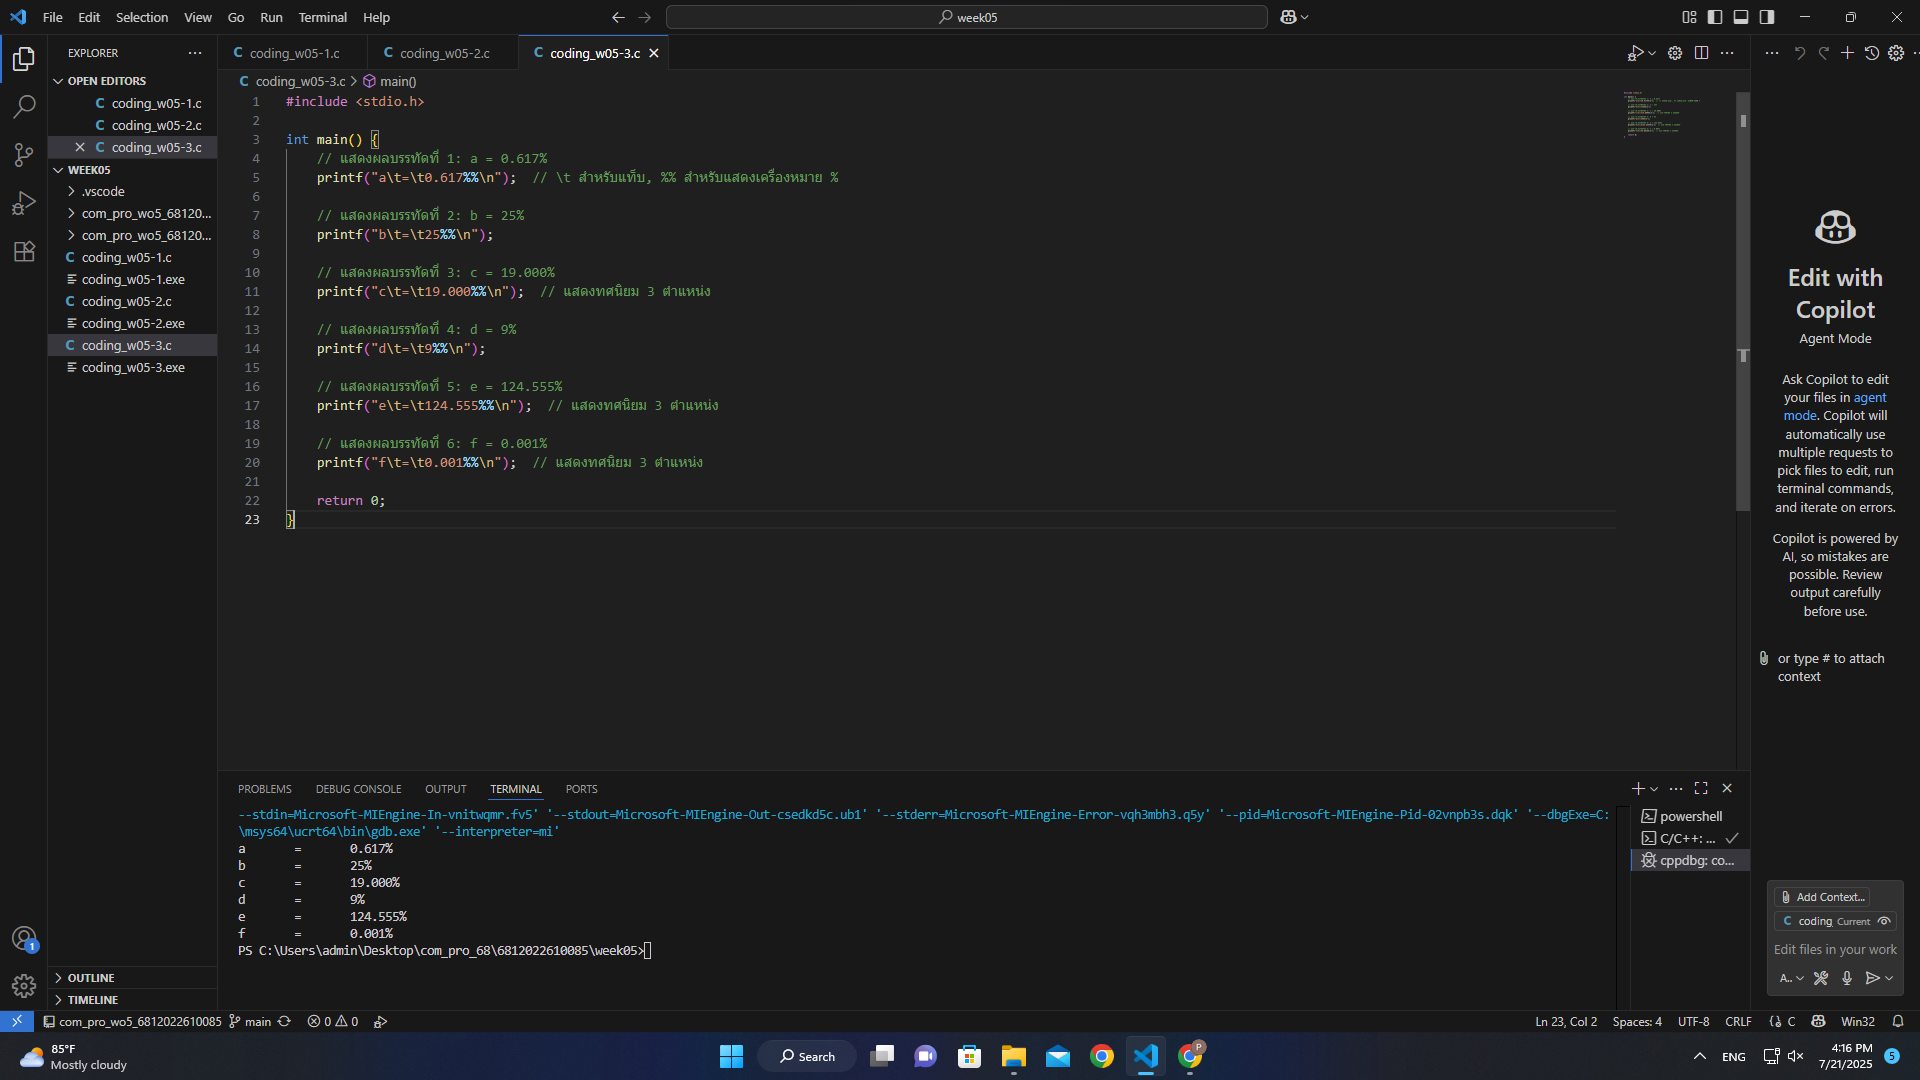 File Edit Selection View Go Run Terminal Help
week05
EXPLORER
OPEN EDITORS
C coding_w05-1.c
C coding_w05-2.c
C coding_w05-3.c
WEEK05
.vscode
com_pro_wo5_68120...
com_pro_wo5_68120...
C coding_w05-1.c
coding_w05-1.exe
C coding_w05-2.c
coding_w05-2.exe
C coding_w05-3.c
coding_w05-3.exe
OUTLINE
TIMELINE
C coding_w05-1.c C coding_w05-2.c C coding_w05-3.c
C coding_w05-3.c > main()
1 #include <stdio.h>
2
3 int main() {
4 // แสดงผลบรรทัดที่ 1: a = 0.617%
5 printf("a\t=\t0.617%%\n"); // \t สำหรับแท็บ, %% สำหรับแสดงเครื่องหมาย %
6
7 // แสดงผลบรรทัดที่ 2: b = 25%
8 printf("b\t=\t25%%\n");
9
10 // แสดงผลบรรทัดที่ 3: c = 19.000%
11 printf("c\t=\t19.000%%\n"); // แสดงทศนิยม 3 ตำแหน่ง
12
13 // แสดงผลบรรทัดที่ 4: d = 9%
14 printf("d\t=\t9%%\n");
15
16 // แสดงผลบรรทัดที่ 5: e = 124.555%
17 printf("e\t=\t124.555%%\n"); // แสดงทศนิยม 3 ตำแหน่ง
18
19 // แสดงผลบรรทัดที่ 6: f = 0.001%
20 printf("f\t=\t0.001%%\n"); // แสดงทศนิยม 3 ตำแหน่ง
21
22 return 0;
23 }
PROBLEMS DEBUG CONSOLE OUTPUT TERMINAL PORTS
--stdin=Microsoft-MIEngine-In-vnitwqmr.fv5' '--stdout=Microsoft-MIEngine-Out-csedkd5c.ub1' '--stderr=Microsoft-MIEngine-Error-vqh3mbh3.q5y' '--pid=Microsoft-MIEngine-Pid-02vnpb3s.dqk' '--dbgExe=C:
\msys64\ucrt64\bin\gdb.exe' '--interpreter=mi'
a = 0.617%
b = 25%
c = 19.000%
d = 9%
e = 124.555%
f = 0.001%
PS C:\Users\admin\Desktop\com_pro_68\6812022610085\week05>
powershell
C/C++: ...
cppdbg: co...
Edit with
Copilot
Agent Mode
Ask Copilot to edit
your files in agent
mode. Copilot will
automatically use
multiple requests to
pick files to edit, run
terminal commands,
and iterate on errors.
Copilot is powered by
AI, so mistakes are
possible. Review
output carefully
before use.
or type # to attach
context
Add Context...
C coding Current
Edit files in your work
A..
1
com_pro_wo5_6812022610085 main 0 0
Ln 23, Col 2 Spaces: 4 UTF-8 CRLF {} C Win32
85°F
Mostly cloudy
Search
P
ENG
4:16 PM
7/21/2025
5